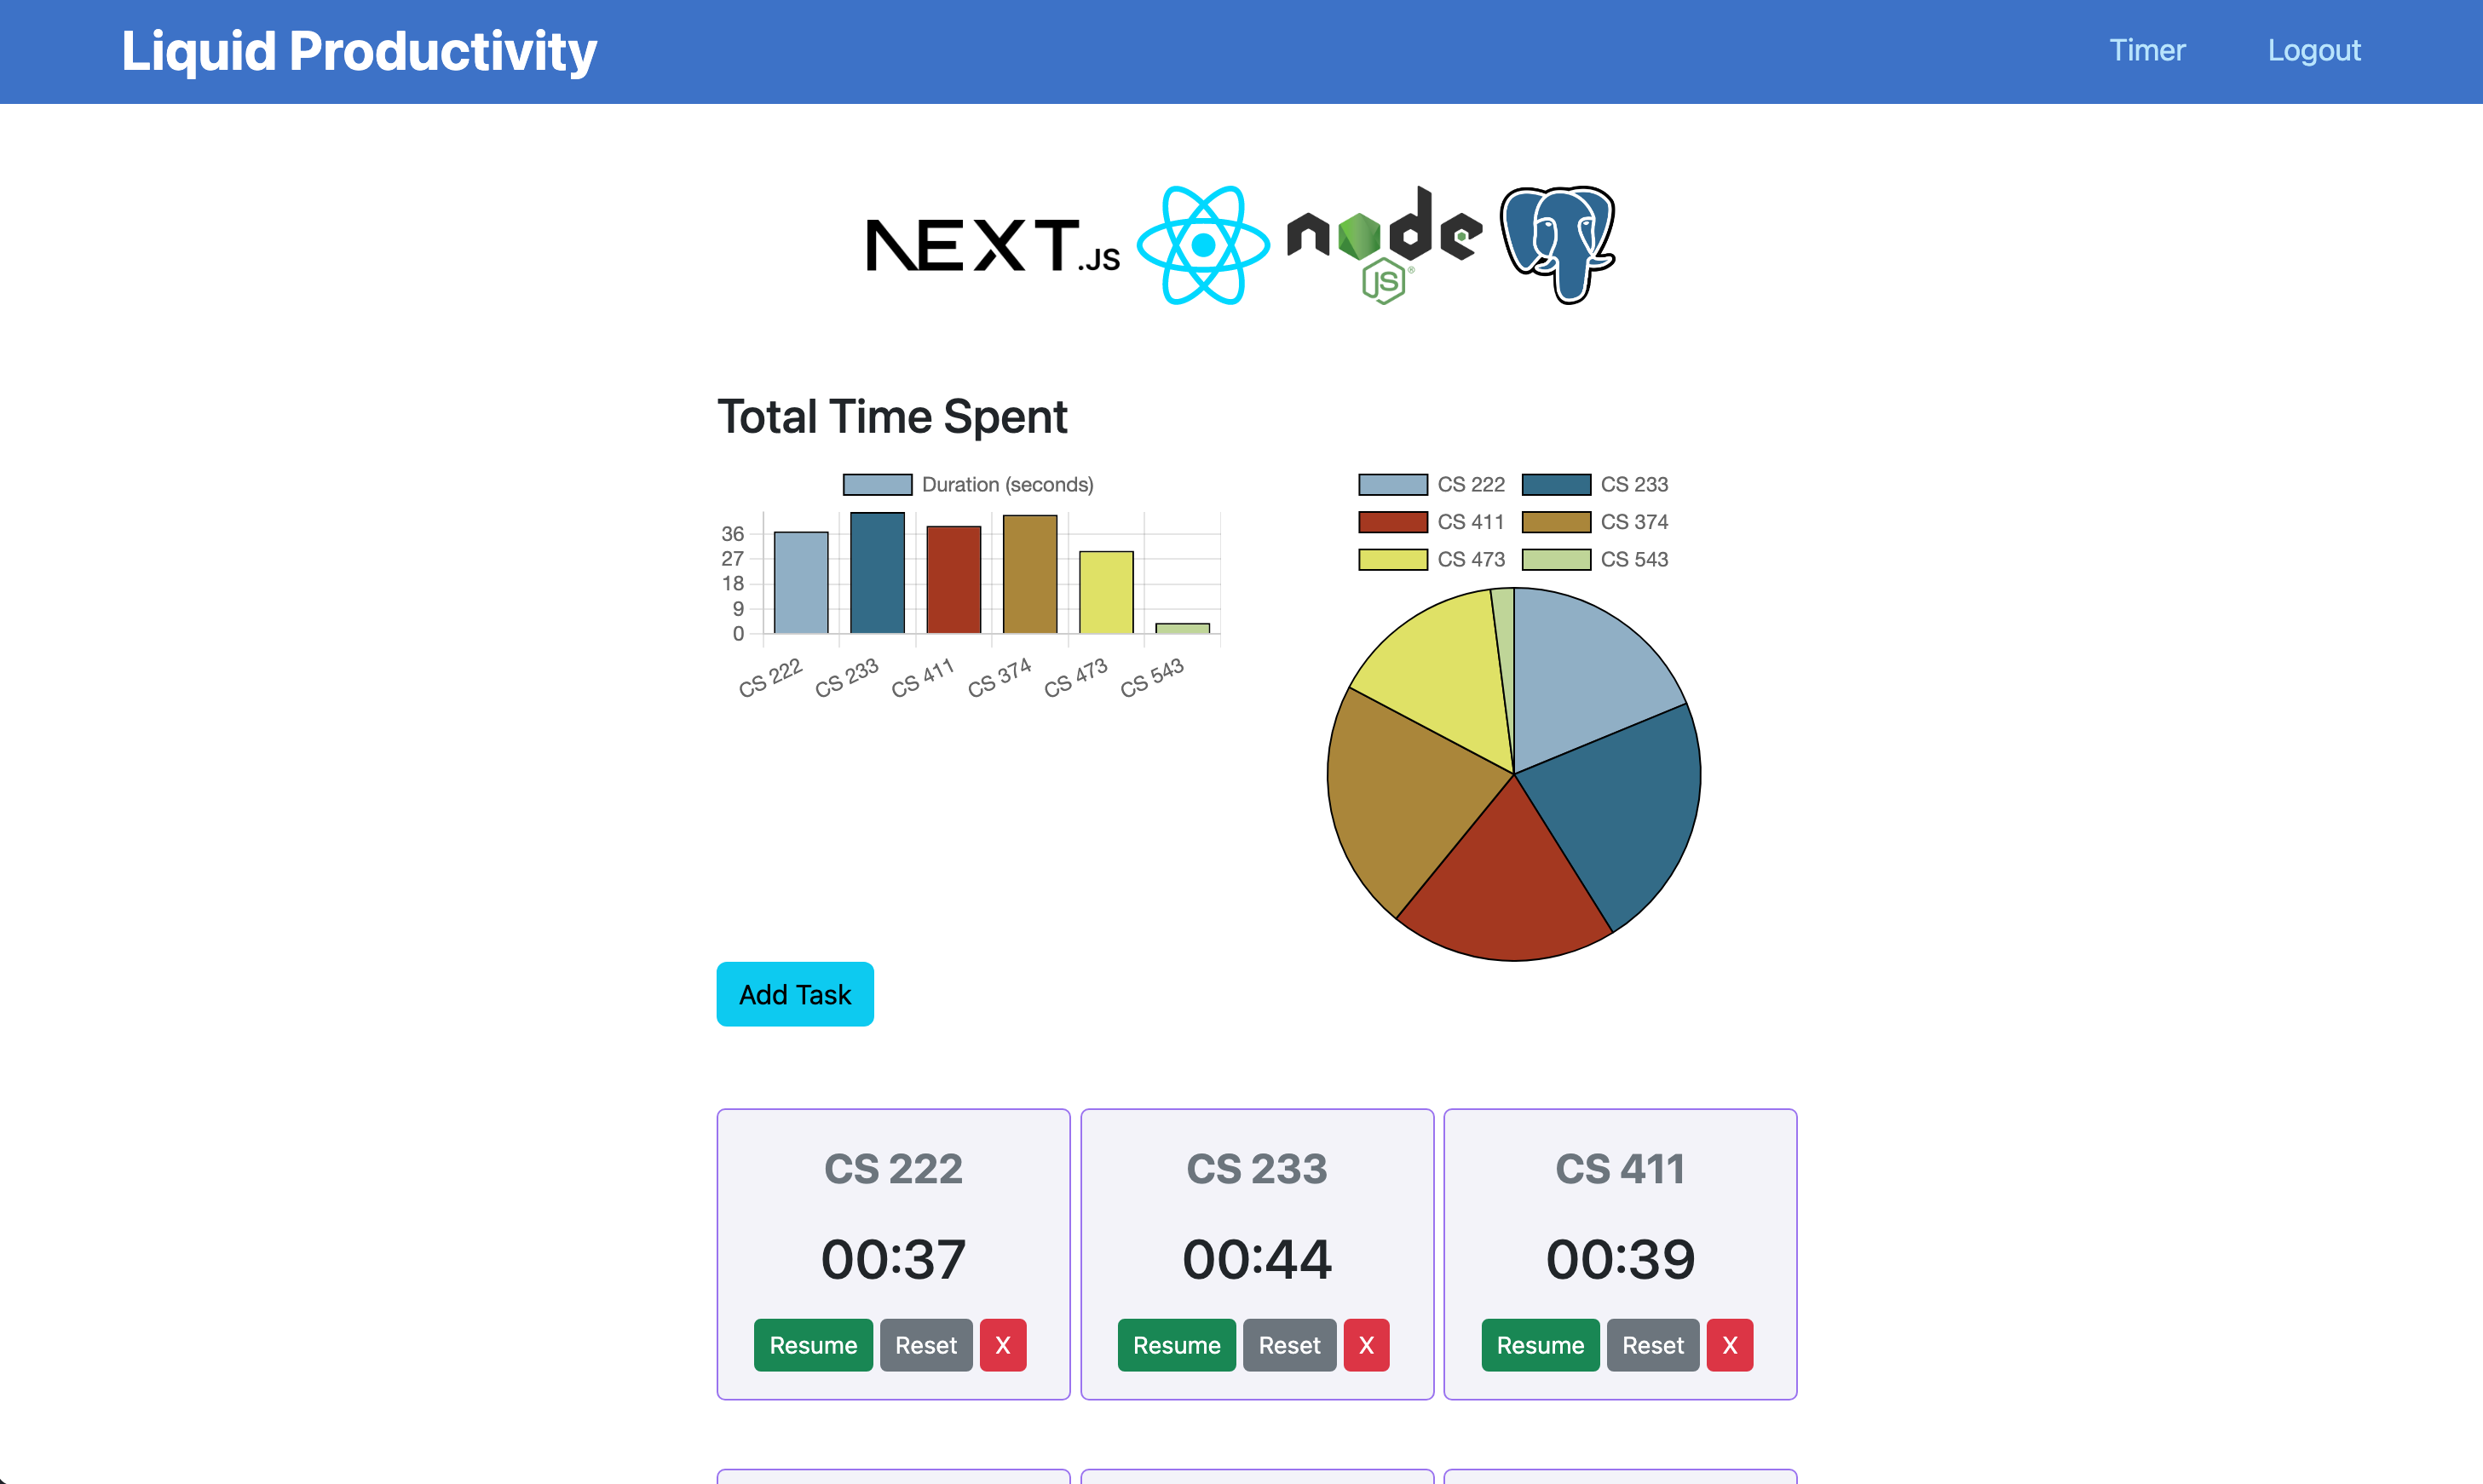 Liquid Productivity
Timer Logout
NEXT.JS
node
JS ®
Total Time Spent
Duration (seconds)
36
27
18
9
0
CS 222 CS 233 CS 411 CS 374 CS 473 CS 543
CS 222 CS 233
CS 411 CS 374
CS 473 CS 543
Add Task
CS 222
00:37
Resume Reset X
CS 233
00:44
Resume Reset X
CS 411
00:39
Resume Reset X